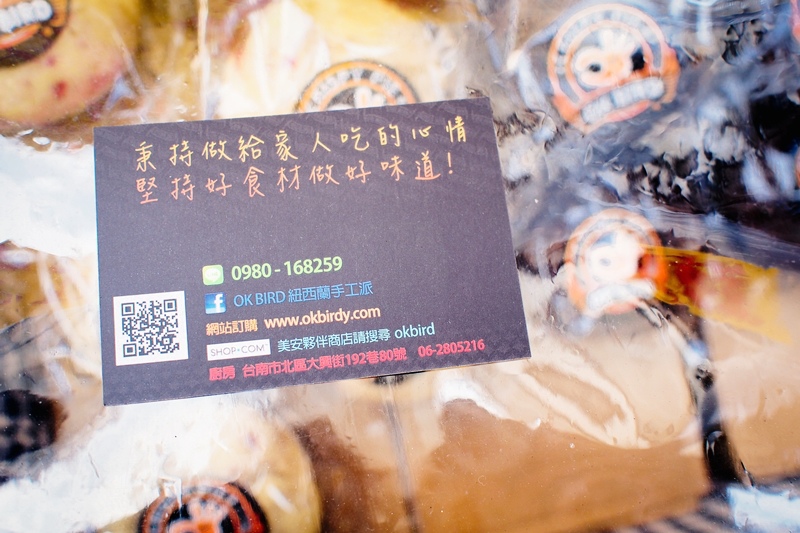 秉持做給家人吃的心情
堅持好食材做好味道!
0980-168259
OK BIRD 紐西蘭手工派
網站訂購 www.okbirdy.com
SHOP.COM 美安夥伴商店請搜尋 okbird
廚房 台南市北區大興街192巷80號 06-2805216